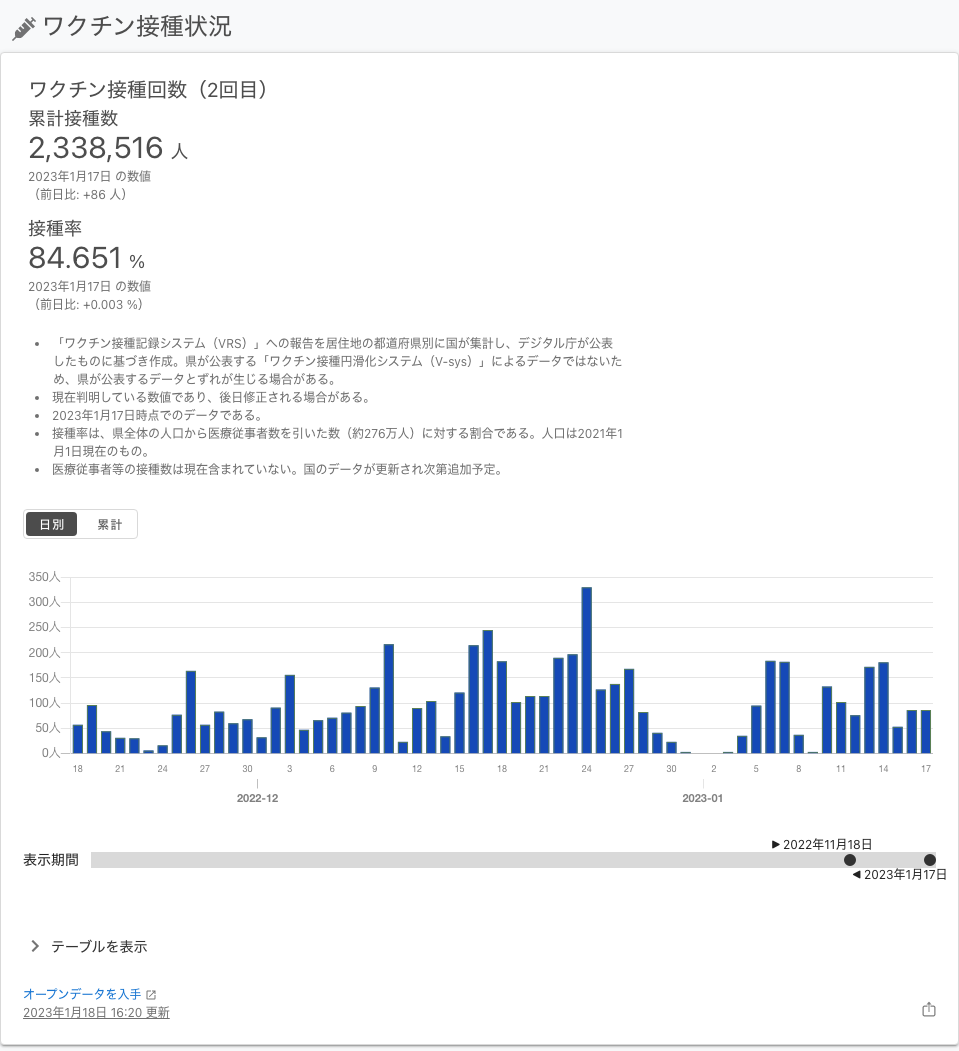 ワクチン接種状況
ワクチン接種回数（2回目）
累計接種数
2,338,516 人
2023年1月17日 の数値
（前日比: +86 人）
接種率
84.651 %
2023年1月17日 の数値
（前日比: +0.003 %）
• 「ワクチン接種記録システム（VRS）」への報告を居住地の都道府県別に国が集計し、デジタル庁が公表
したものに基づき作成。県が公表する「ワクチン接種円滑化システム（V-sys）」によるデータではないた
め、県が公表するデータとずれが生じる場合がある。
• 現在判明している数値であり、後日修正される場合がある。
• 2023年1月17日時点でのデータである。
• 接種率は、県全体の人口から医療従事者数を引いた数（約276万人）に対する割合である。人口は2021年1
月1日現在のもの。
• 医療従事者等の接種数は現在含まれていない。国のデータが更新され次第追加予定。
日別 累計
350人
300人
250人
200人
150人
100人
50人
0人
18 21 24 27 30 3 6 9 12 15 18 21 24 27 30 2 5 8 11 14 17
2022-12 2023-01
▶ 2022年11月18日
表示期間
◀ 2023年1月17日
テーブルを表示
オープンデータを入手
2023年1月18日 16:20 更新